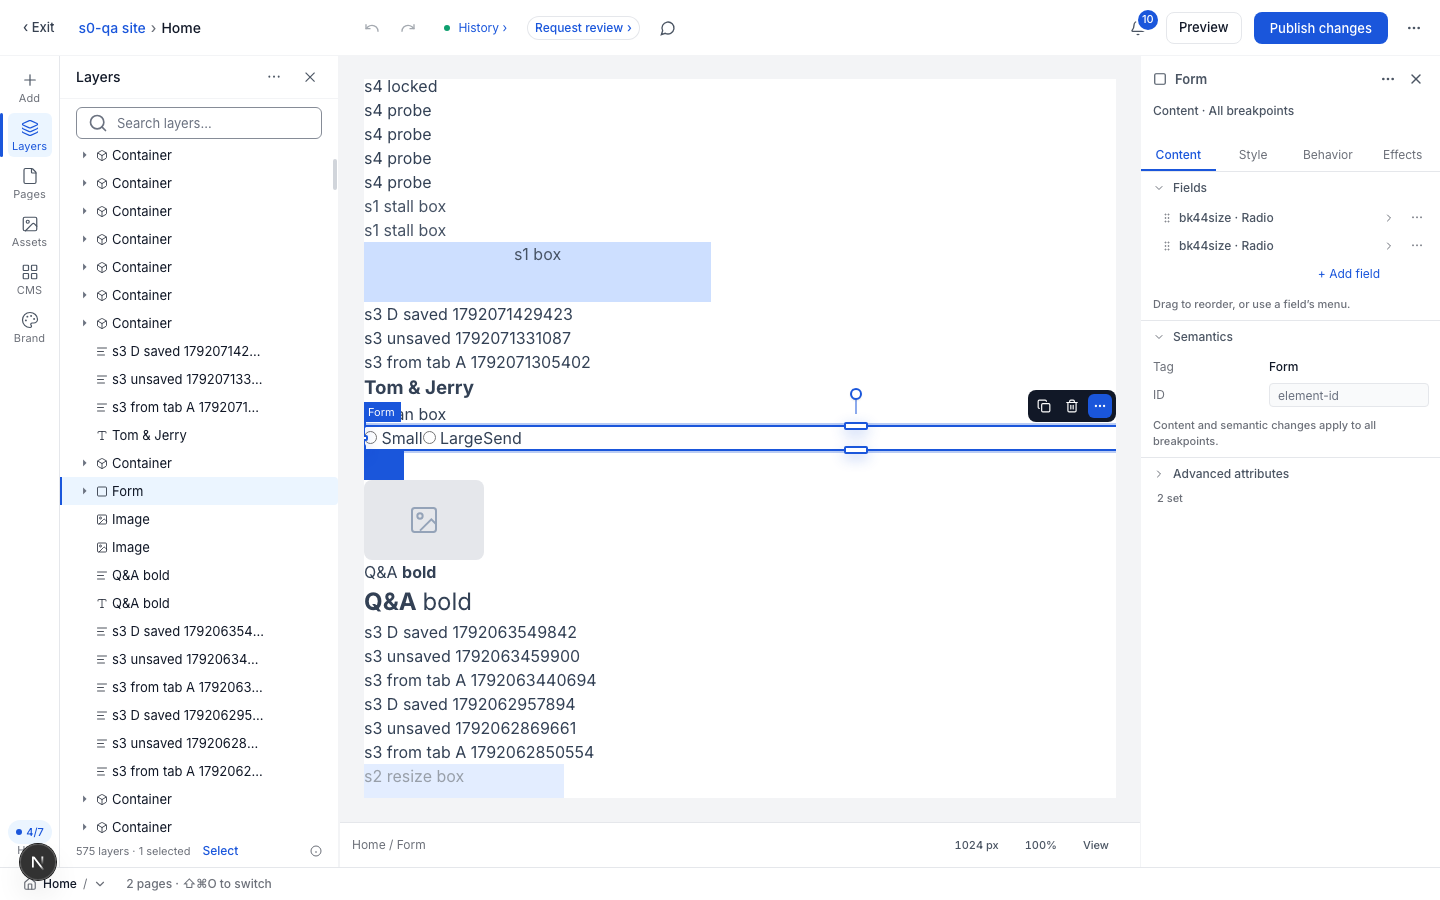 ‹ Exit
s0-qa site › Home
History ›
Request review ›
10
Preview
Publish changes
Add
Layers
Pages
Assets
CMS
Brand
4/7
N
Layers
Search layers...
Container
Container
Container
Container
Container
Container
Container
s3 D saved 179207142...
s3 unsaved 179207133...
s3 from tab A 1792071...
Tom & Jerry
Container
Form
Image
Image
Q&A bold
Q&A bold
s3 D saved 179206354...
s3 unsaved 17920634...
s3 from tab A 1792063...
s3 D saved 179206295...
s3 unsaved 17920628...
s3 from tab A 1792062...
Container
Container
575 layers · 1 selected Select
s4 locked
s4 probe
s4 probe
s4 probe
s4 probe
s1 stall box
s1 stall box
s1 box
s3 D saved 1792071429423
s3 unsaved 1792071331087
s3 from tab A 1792071305402
Tom & Jerry
Form
an box
Small LargeSend
Q&A bold
Q&A bold
s3 D saved 1792063549842
s3 unsaved 1792063459900
s3 from tab A 1792063440694
s3 D saved 1792062957894
s3 unsaved 1792062869661
s3 from tab A 1792062850554
s2 resize box
Home / Form
1024 px
100%
View
Form
Content · All breakpoints
Content Style Behavior Effects
Fields
bk44size · Radio
bk44size · Radio
+ Add field
Drag to reorder, or use a field's menu.
Semantics
Tag Form
ID element-id
Content and semantic changes apply to all
breakpoints.
Advanced attributes
2 set
Home /
2 pages · ⇧⌘O to switch